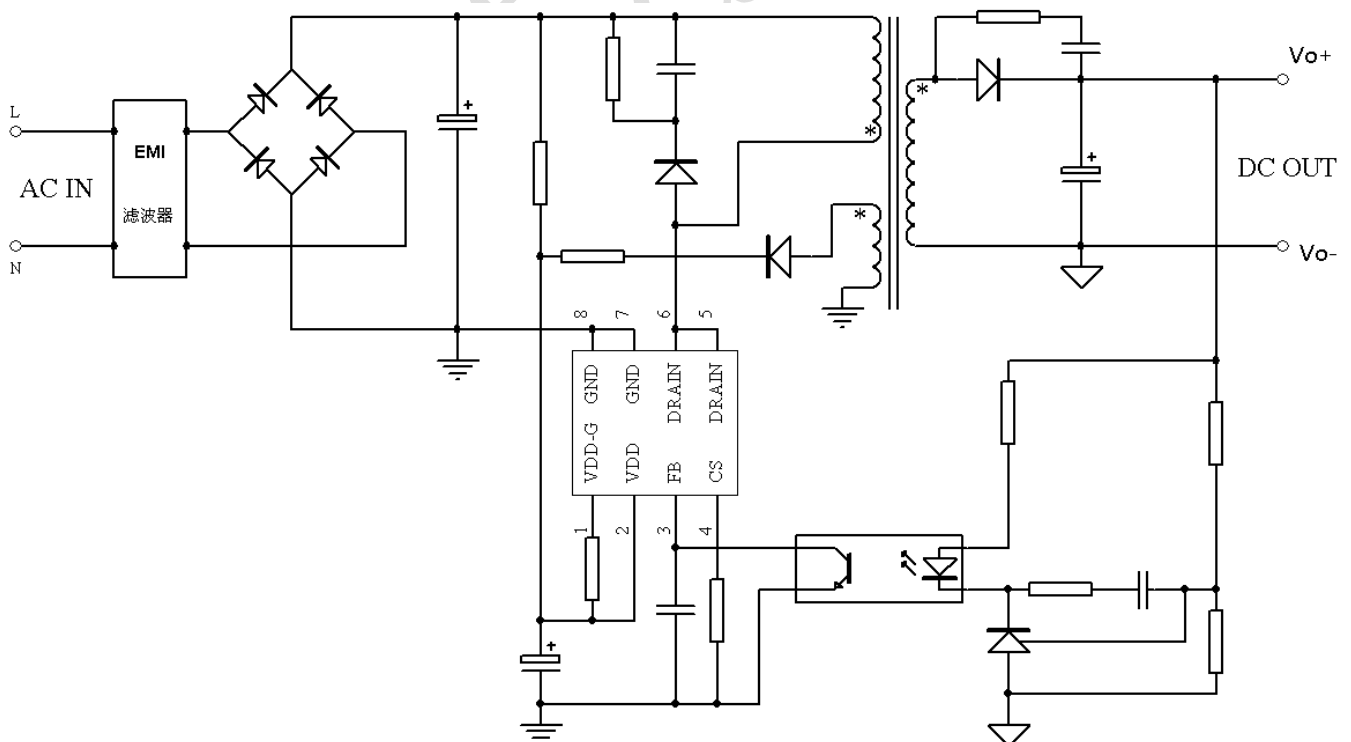 Vo+
L
EMI
AC IN
滤波器
DC OUT
N
Vo-
8 7 6 5
GND GND DRAIN DRAIN
VDD-G VDD FB CS
1 2 3 4